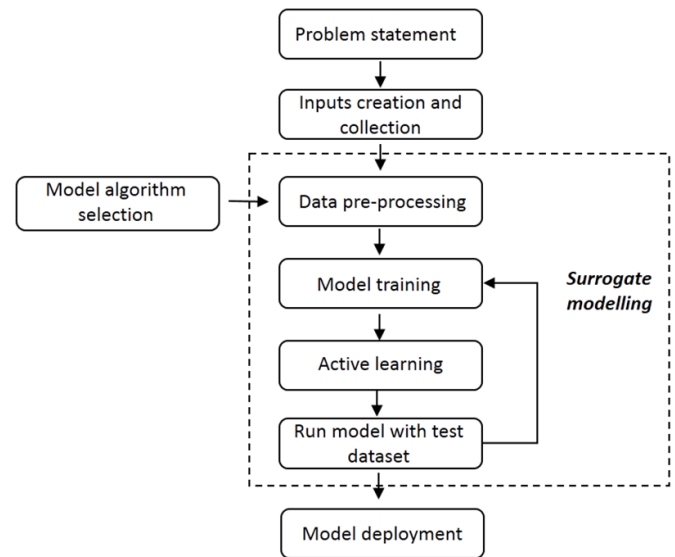 Problem statement
Inputs creation and
collection
Model algorithm
selection
Data pre-processing
Model training
Surrogate
modelling
Active learning
Run model with test
dataset
Model deployment